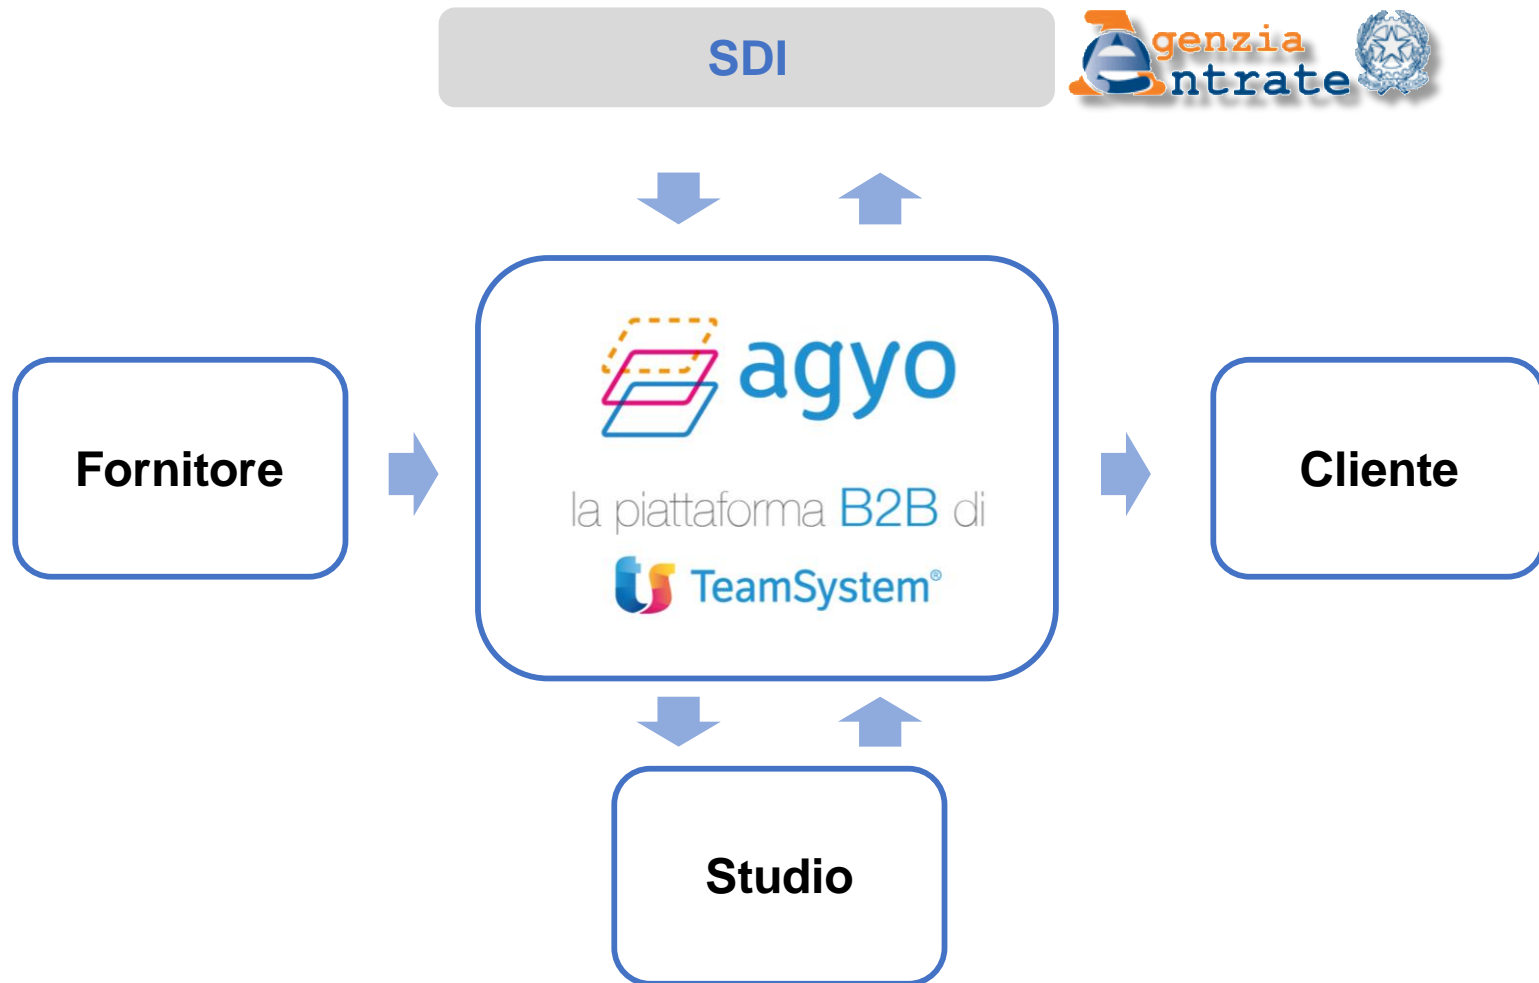 SDI
Agenzia
Entrate
agyo
Fornitore
Cliente
la piattaforma B2B di
TeamSystem®
Studio